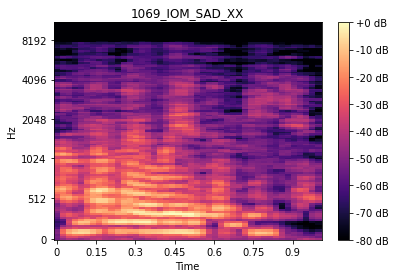 1069_IOM_SAD_XX
+0 dB
8192
-10 dB
4096
-20 dB
-30 dB
2048
-40 dB
Hz
1024
-50 dB
-60 dB
512
-70 dB
0
-80 dB
0 0.15 0.3 0.45 0.6 0.75 0.9
Time